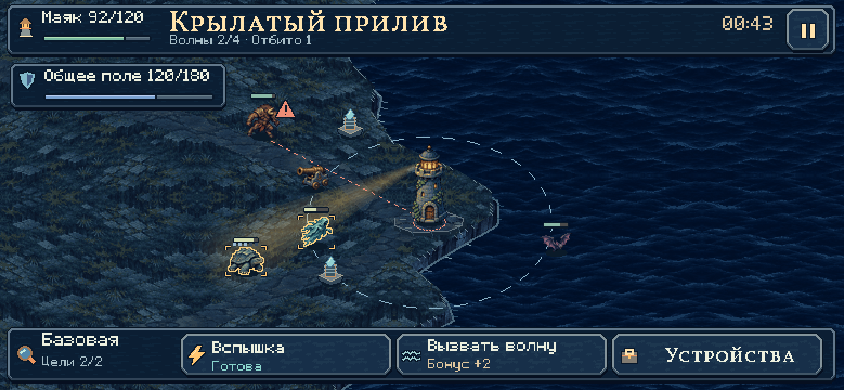 Маяк 92/120
Крылатый прилив
Волны 2/4 · Отбито 1
00:43
Общее поле 120/180
Базовая
Цели 2/2
Вспышка
Готова
Вызвать волну
Бонус +2
Устройства